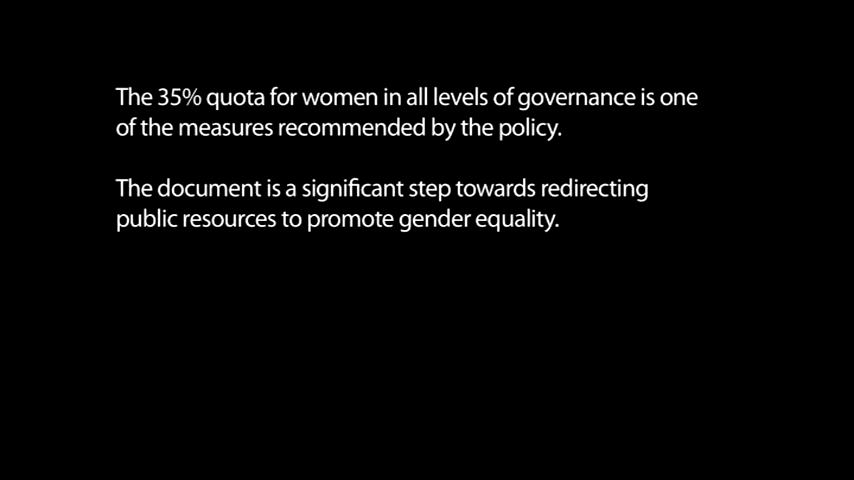 The 35% quota for women in all levels of governance is one
of the measures recommended by the policy.
The document is a significant step towards redirecting
public resources to promote gender equality.